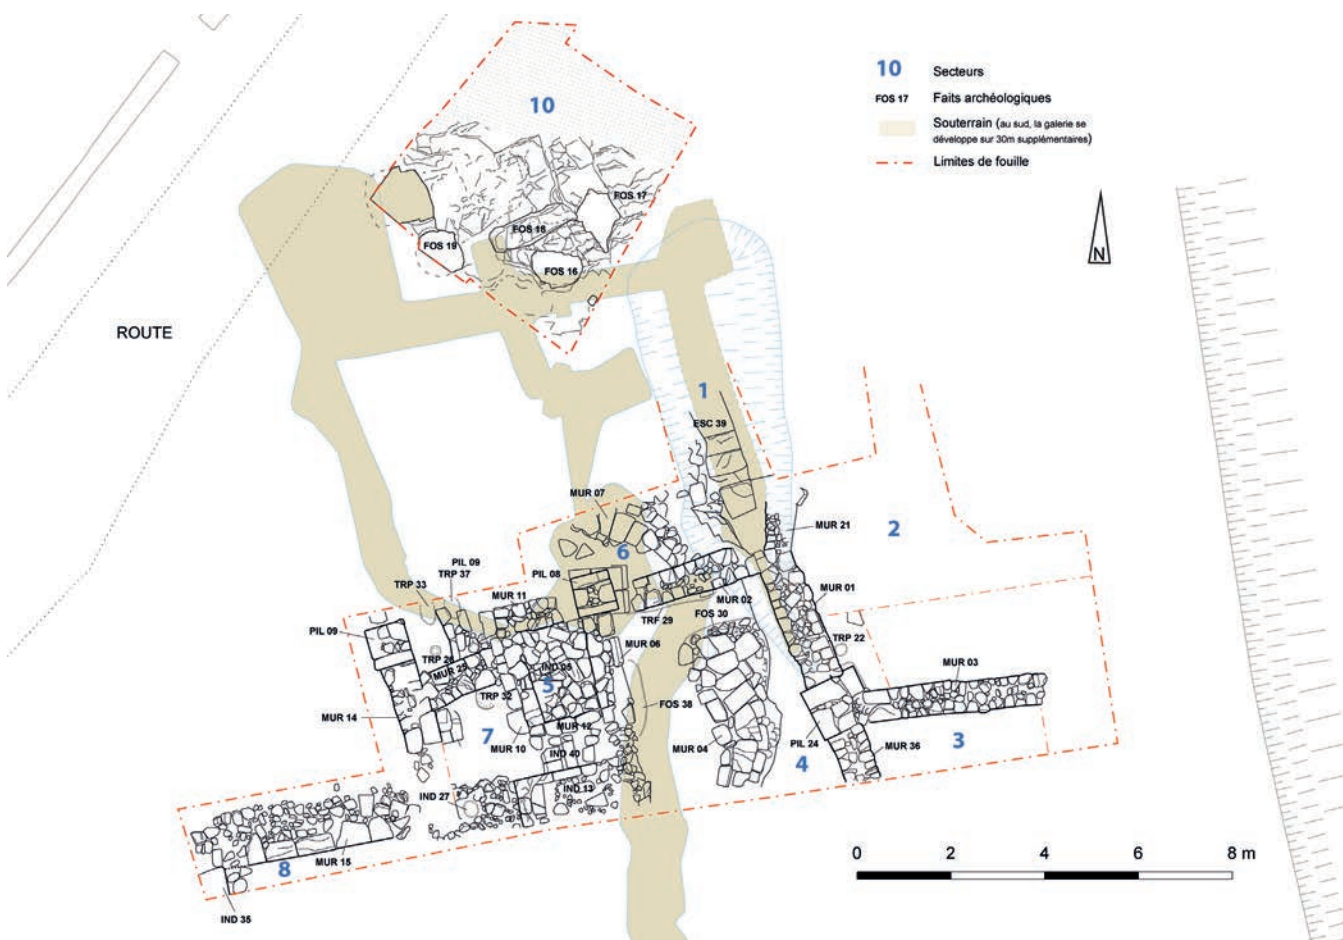 10 Secteurs
FOS 17 Faits archéologiques
Souterrain (au sud, la galerie se
développe sur 30m supplémentaires)
Limites de fouille
N
ROUTE
10
FOS 17
FOS 18
FOS 19
FOS 16
1
ESC 39
MUR 07
MUR 21
2
6
PIL 09
TRP 37
PIL 08
TRP 33
MUR 11
MUR 02
MUR 01
TRF 29
FOS 30
PIL 09
MUR 06
TRP 22
TRP 26
MUR 25
IND 05
MUR 03
5
TRP 32
FOS 38
MUR 14
MUR 12
7
MUR 10
MUR 04
PIL 24
MUR 36
3
IND 40
4
IND 27
IND 13
MUR 15
8
IND 35
0 2 4 6 8 m